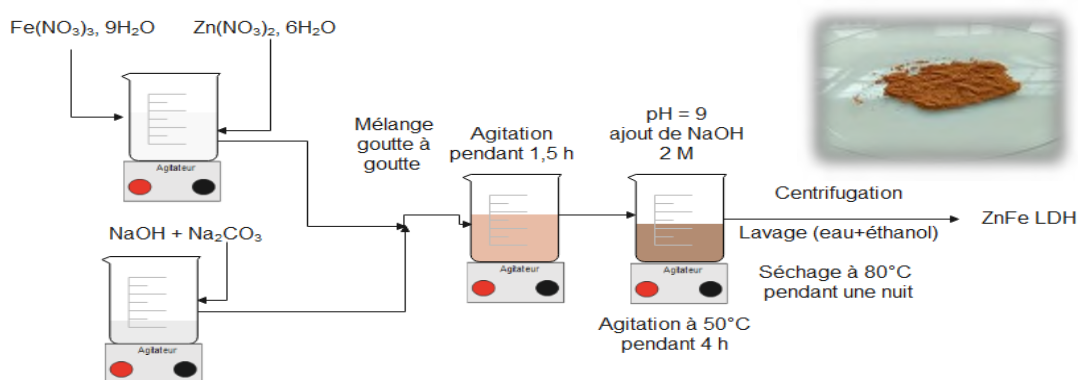 Fe(NO₃)₃, 9H₂O
Zn(NO₃)₂, 6H₂O
Agitateur
NaOH + Na₂CO₃
Agitateur
Mélange
goutte à
goutte
Agitation
pendant 1,5 h
Agitateur
pH = 9
ajout de NaOH
2 M
Agitateur
Agitation à 50°C
pendant 4 h
Centrifugation
Lavage (eau+éthanol)
Séchage à 80°C
pendant une nuit
ZnFe LDH